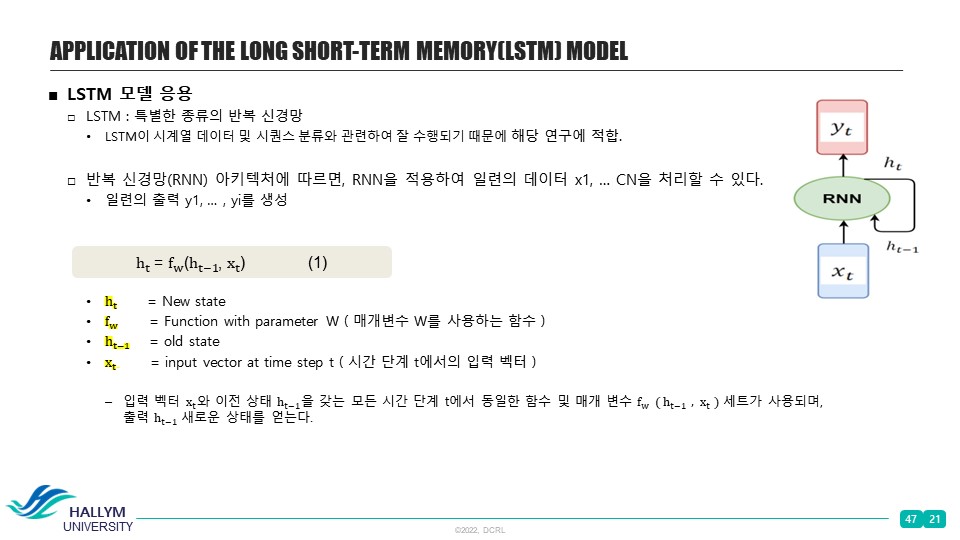 APPLICATION OF THE LONG SHORT-TERM MEMORY(LSTM) MODEL
■ LSTM 모델 응용
□ LSTM : 특별한 종류의 반복 신경망
• LSTM이 시계열 데이터 및 시퀀스 분류와 관련하여 잘 수행되기 때문에 해당 연구에 적합.
□ 반복 신경망(RNN) 아키텍처에 따르면, RNN을 적용하여 일련의 데이터 x1, ... CN을 처리할 수 있다.
• 일련의 출력 y1, ... , yi를 생성
h_t = f_w(h_{t−1}, x_t) (1)
• h_t = New state
• f_w = Function with parameter W ( 매개변수 W를 사용하는 함수 )
• h_{t−1} = old state
• x_t = input vector at time step t ( 시간 단계 t에서의 입력 벡터 )
– 입력 벡터 x_t와 이전 상태 h_{t−1}을 갖는 모든 시간 단계 t에서 동일한 함수 및 매개 변수 f_w ( h_{t−1} , x_t ) 세트가 사용되며,
출력 h_{t−1} 새로운 상태를 얻는다.
y_t
h_t
RNN
h_{t−1}
x_t
HALLYM
UNIVERSITY
©2022, DCRL
47 21